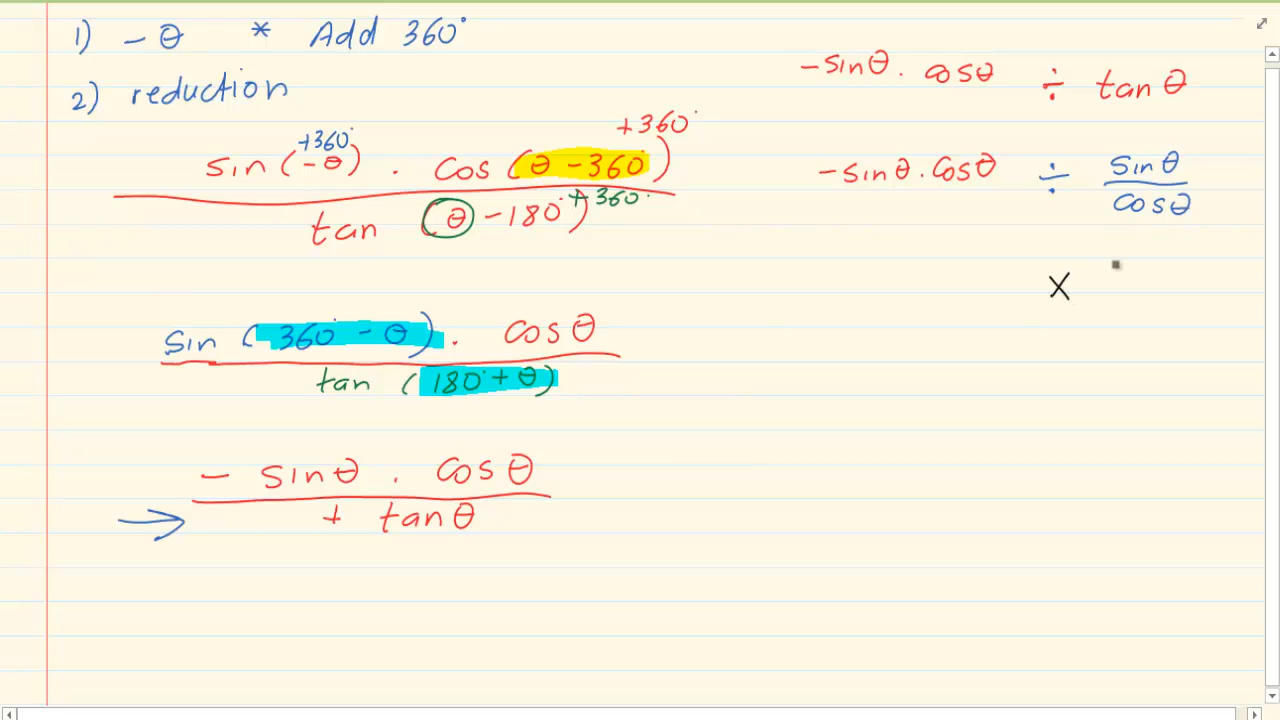 1) - θ * Add 360°
2) reduction
+360° +360°
sin(-θ) . cos(θ - 360°)
tan (θ - 180°) +360°
sin (360° - θ) . cosθ
tan (180° + θ)
- sinθ . cosθ
→ + tanθ
-sinθ . cosθ ÷ tanθ
-sinθ . cosθ ÷ sinθ
cosθ
×